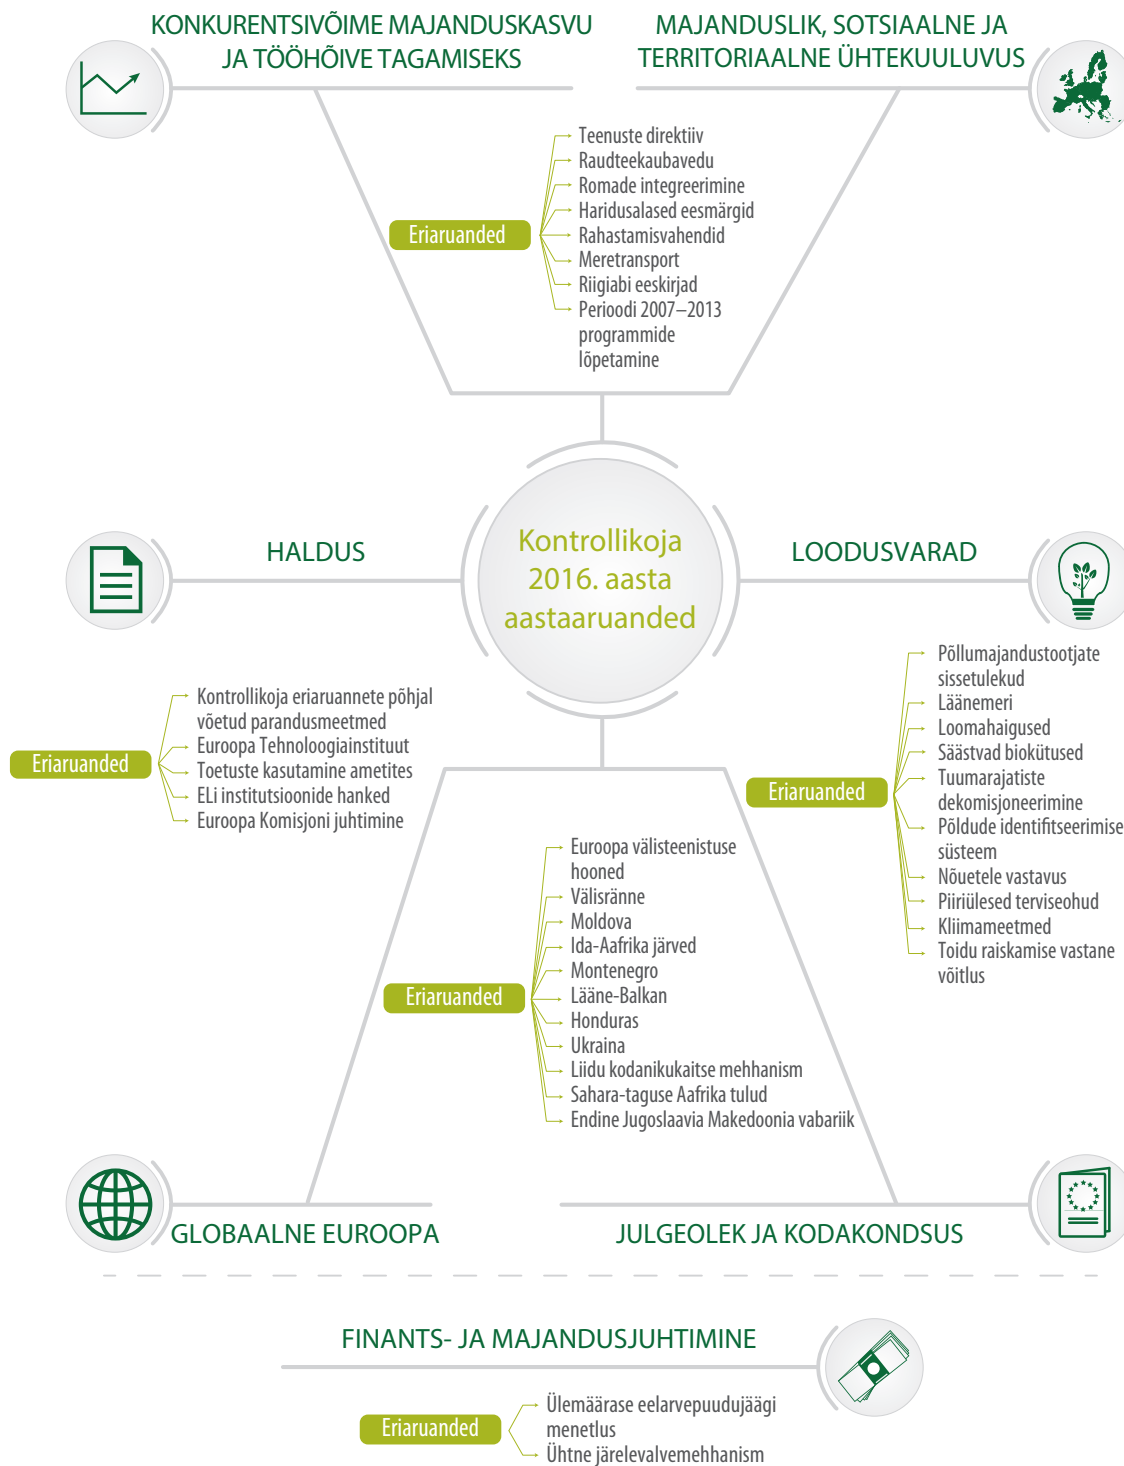 KONKURENTSIVÕIME MAJANDUSKASVU
JA TÖÖHÕIVE TAGAMISEKS
MAJANDUSLIK, SOTSIAALNE JA
TERRITORIAALNE ÜHTEKUULUVUS
Eriaruanded
Teenuste direktiiv
Raudteekaubavedu
Romade integreerimine
Haridusalased eesmärgid
Rahastamisvahendid
Meretransport
Riigiabi eeskirjad
Perioodi 2007–2013
programmide
lõpetamine
Kontrollikoja
2016. aasta
aastaaruanded
HALDUS
Eriaruanded
Kontrollikoja eriaruannete põhjal
võetud parandusmeetmed
Euroopa Tehnoloogiainstituut
Toetuste kasutamine ametites
ELi institutsioonide hanked
Euroopa Komisjoni juhtimine
LOODUSVARAD
Eriaruanded
Põllumajandustootjate
sissetulekud
Läänemeri
Loomahaigused
Säästvad biokütused
Tuumarajatiste
dekomisjoneerimine
Põldude identifitseerimise
süsteem
Nõuetele vastavus
Piiriülesed terviseohud
Kliimameetmed
Toidu raiskamise vastane
võitlus
Eriaruanded
Euroopa välisteenistuse
hooned
Välisränne
Moldova
Ida-Aafrika järved
Montenegro
Lääne-Balkan
Honduras
Ukraina
Liidu kodanikukaitse mehhanism
Sahara-taguse Aafrika tulud
Endine Jugoslaavia Makedoonia vabariik
GLOBAALNE EUROOPA
JULGEOLEK JA KODAKONDSUS
FINANTS- JA MAJANDUSJUHTIMINE
Eriaruanded
Ülemäärase eelarvepuudujäägi
menetlus
Ühtne järelevalvemehhanism